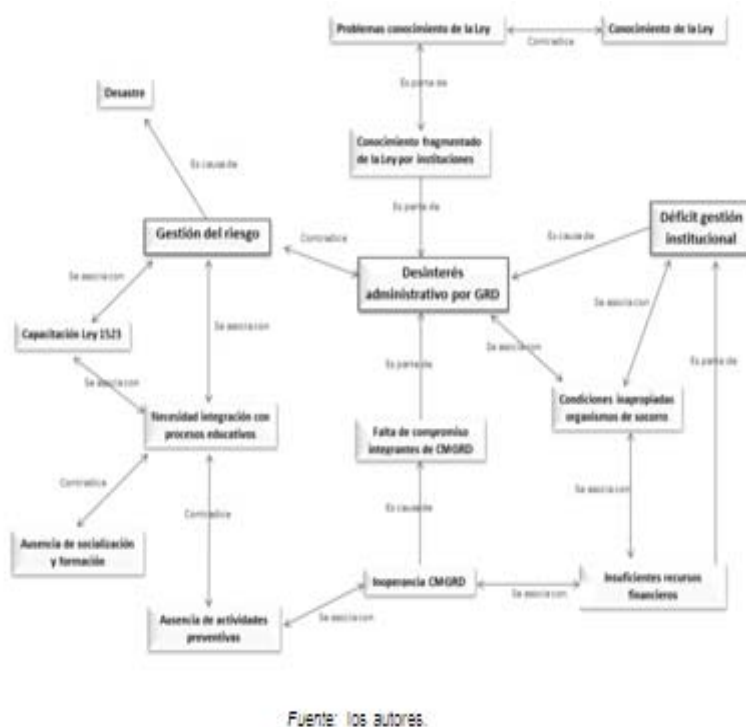 Problemas conocimiento de la Ley
Contradice
Conocimiento de la Ley
Es parte de
Desastre
Conocimiento fragmentado
de la Ley por instituciones
Es causa de
Es parte de
Gestión del riesgo
Contradice
Déficit gestión
institucional
Es causa de
Desinterés
administrativo por GRD
Se asocia con
Capacitación Ley 1523
Se asocia con
Se asocia con
Se asocia con
Es parte de
Es parte de
Se asocia con
Condiciones inapropiadas
organismos de socorro
Necesidad integración con
procesos educativos
Falta de compromiso
integrantes de CMGRD
Contradice
Contradice
Es causa de
Se asocia con
Ausencia de socialización
y formación
Inoperancia CMGRD
Se asocia con
Insuficientes recursos
financieros
Ausencia de actividades
preventivas
Se asocia con
Fuente: los autores.